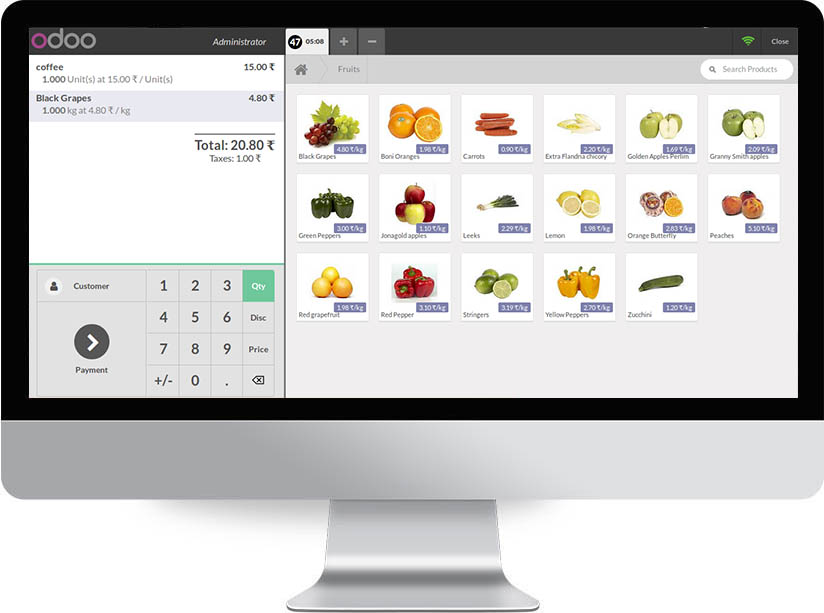 odoo
Administrator
47 05:08
+
−
Close
coffee 15.00 ₹
1.000 Unit(s) at 15.00 ₹ / Unit(s)
Black Grapes 4.80 ₹
1.000 kg at 4.80 ₹ / kg
Total: 20.80 ₹
Taxes: 1.00 ₹
Customer
Payment
1 2 3 Qty
4 5 6 Disc
7 8 9 Price
+/- 0 .
Fruits
Search Products
4.80 ₹/kg
Black Grapes
1.98 ₹/kg
Boni Oranges
0.90 ₹/kg
Carrots
2.20 ₹/kg
Extra Flandria chicory
1.69 ₹/kg
Golden Apples Perlim
2.09 ₹/kg
Granny Smith apples
3.00 ₹/kg
Green Peppers
1.10 ₹/kg
Jonagold apples
2.29 ₹/kg
Leeks
1.98 ₹/kg
Lemon
2.83 ₹/kg
Orange Butterfly
5.10 ₹/kg
Peaches
1.98 ₹/kg
Red grapefruit
3.10 ₹/kg
Red Pepper
3.19 ₹/kg
Stringers
2.70 ₹/kg
Yellow Peppers
1.20 ₹/kg
Zucchini